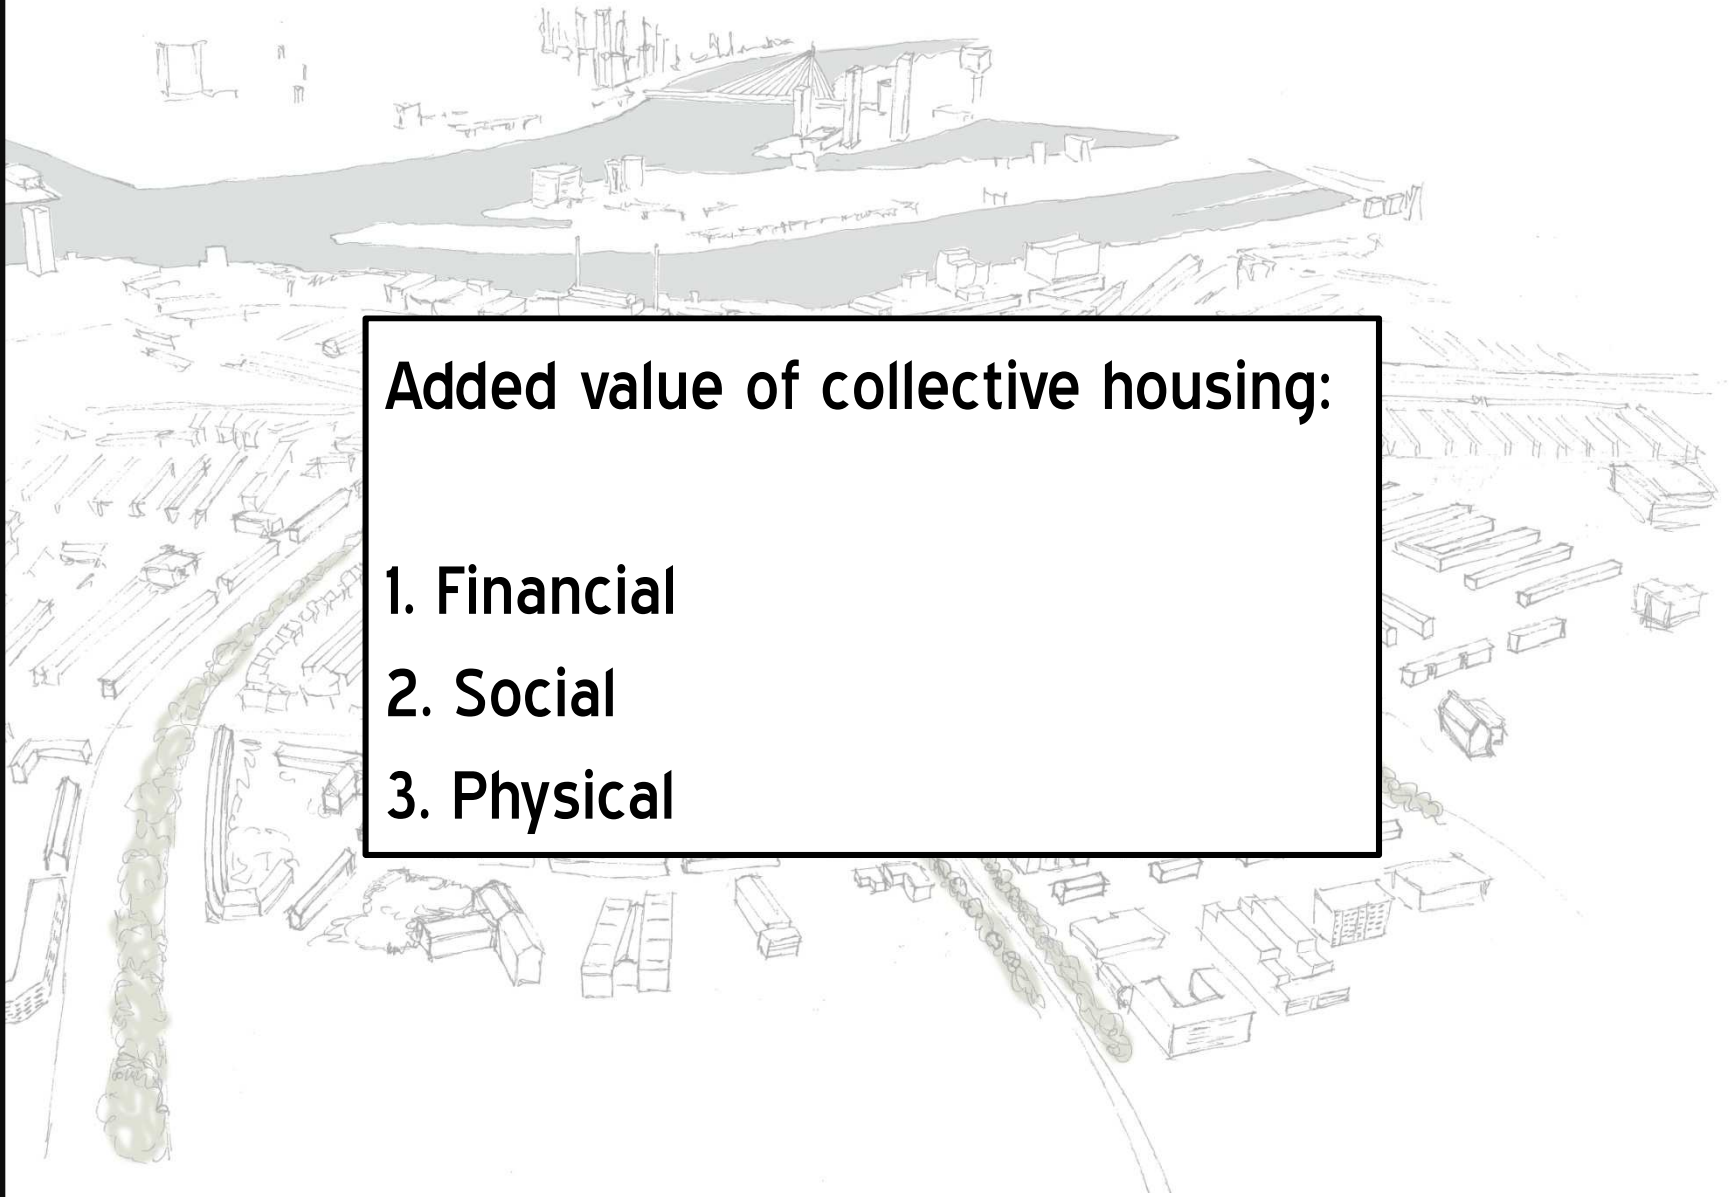 Added value of collective housing:
1. Financial
2. Social
3. Physical